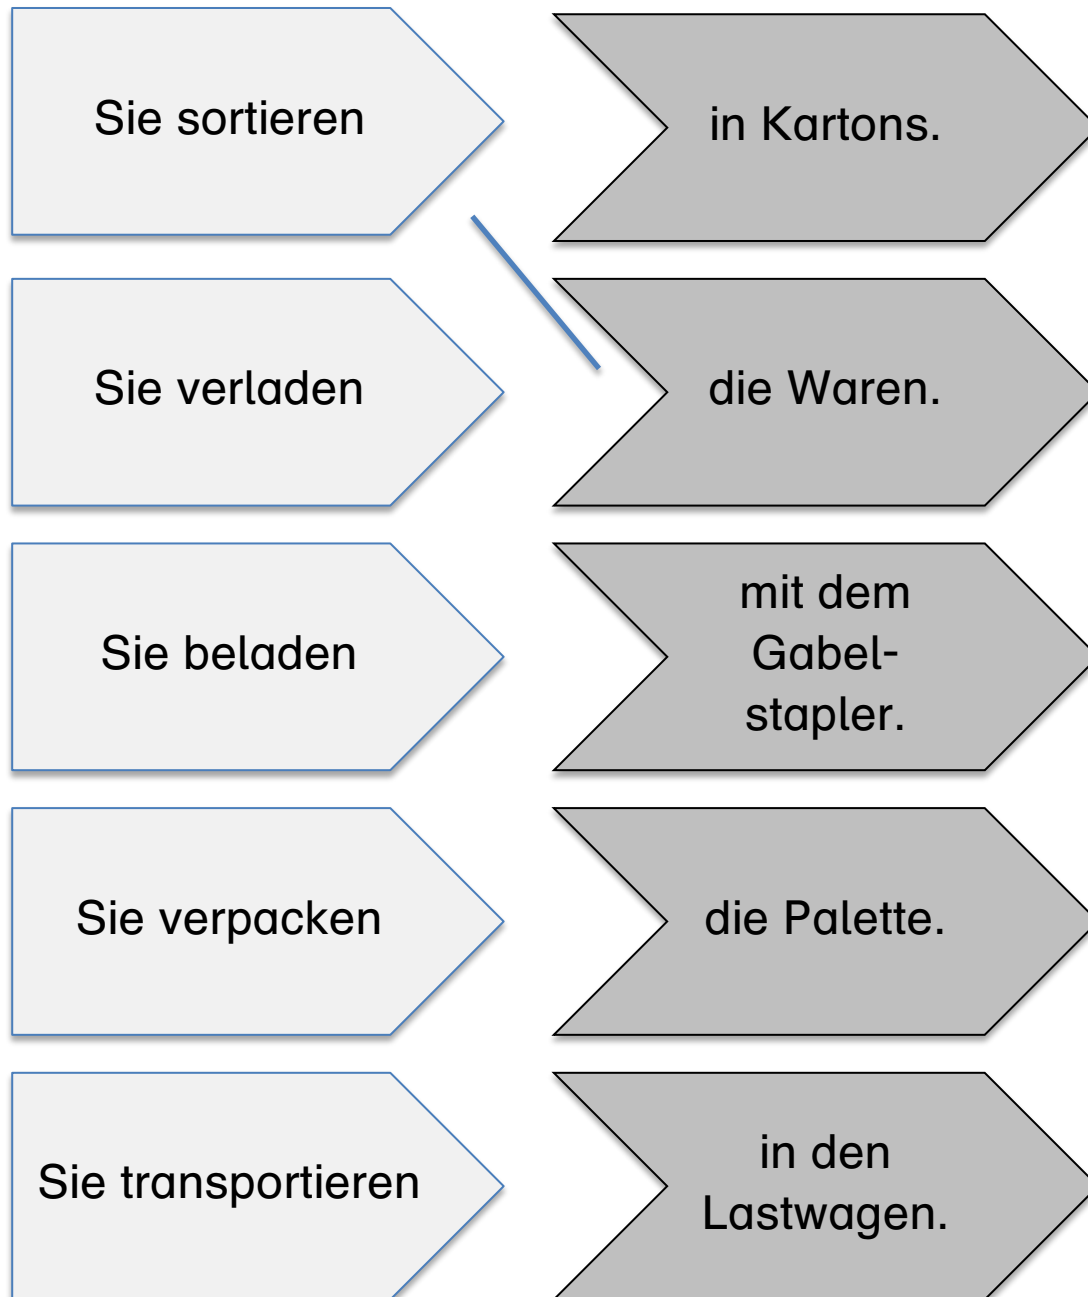 Sie sortieren
in Kartons.
Sie verladen
die Waren.
Sie beladen
mit dem
Gabel-
stapler.
Sie verpacken
die Palette.
Sie transportieren
in den
Lastwagen.